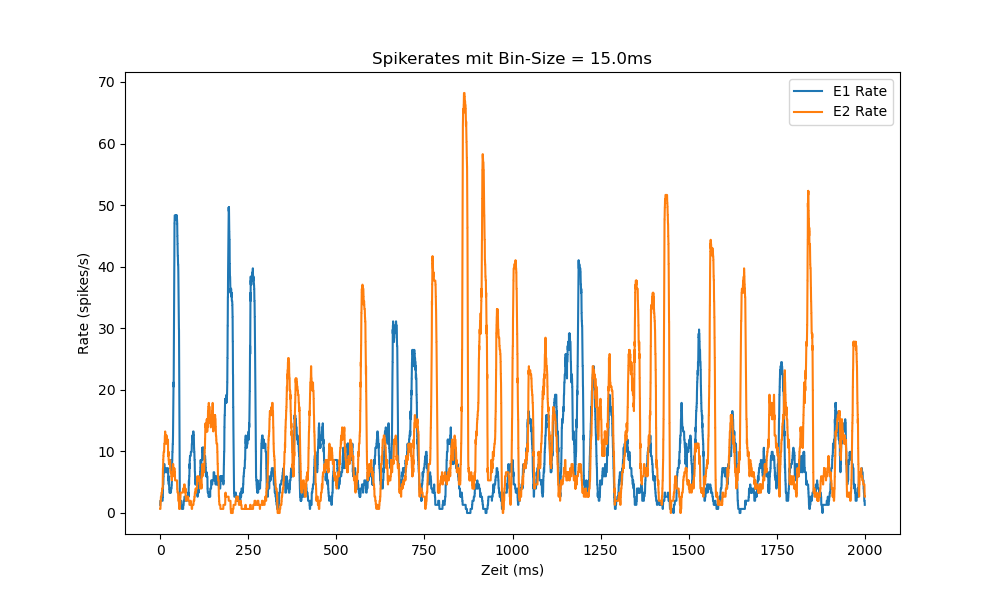 Spikerates mit Bin-Size = 15.0ms
E1 Rate
E2 Rate
Rate (spikes/s)
70
60
50
40
30
20
10
0
0 250 500 750 1000 1250 1500 1750 2000
Zeit (ms)